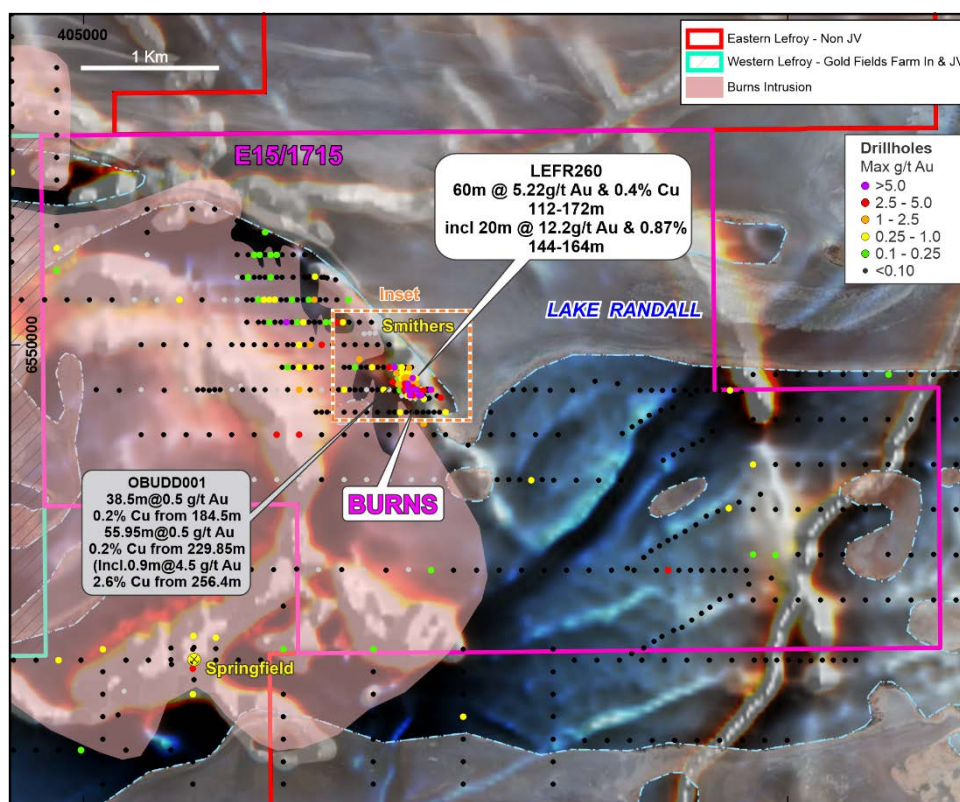 405000
1 Km
Eastern Lefroy - Non JV
Western Lefroy - Gold Fields Farm In & JV
Burns Intrusion
E15/1715
LEFR260
60m @ 5.22g/t Au & 0.4% Cu
112-172m
incl 20m @ 12.2g/t Au & 0.87%
144-164m
Drillholes
Max g/t Au
>5.0
2.5 - 5.0
1 - 2.5
0.25 - 1.0
0.1 - 0.25
<0.10
Inset
Smithers
LAKE RANDALL
6550000
OBUDD001
38.5m@0.5 g/t Au
0.2% Cu from 184.5m
55.95m@0.5 g/t Au
0.2% Cu from 229.85m
(Incl.0.9m@4.5 g/t Au
2.6% Cu from 256.4m
BURNS
Springfield